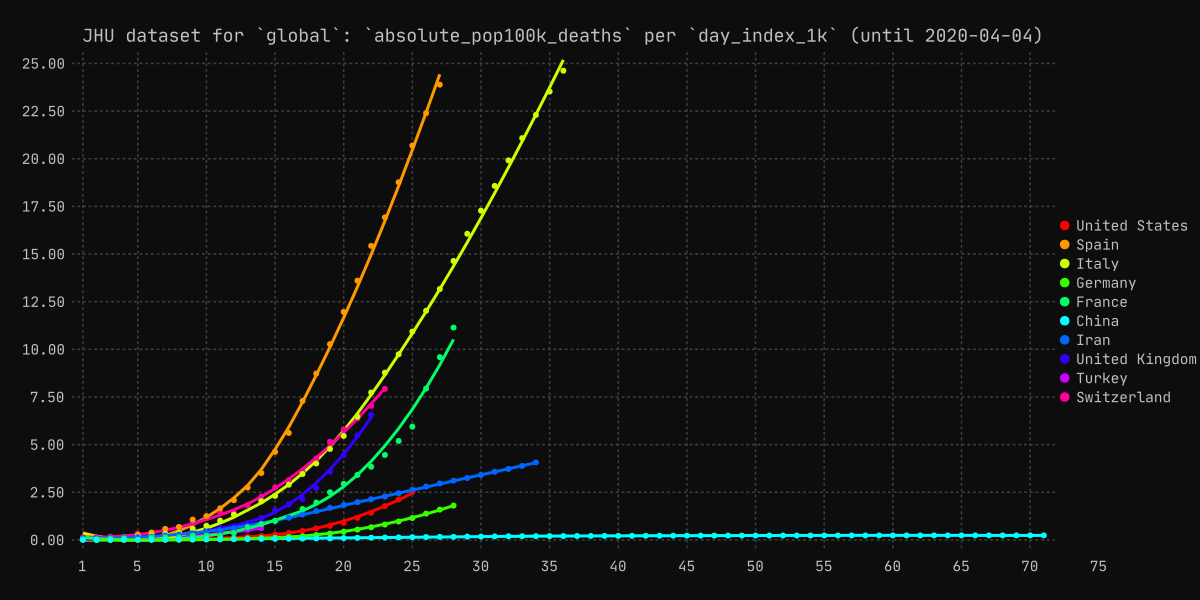 JHU dataset for `global`: `absolute_pop100k_deaths` per `day_index_1k` (until 2020-04-04)
25.00
22.50
20.00
17.50
15.00
12.50
10.00
7.50
5.00
2.50
0.00
1 5 10 15 20 25 30 35 40 45 50 55 60 65 70 75
United States
Spain
Italy
Germany
France
China
Iran
United Kingdom
Turkey
Switzerland